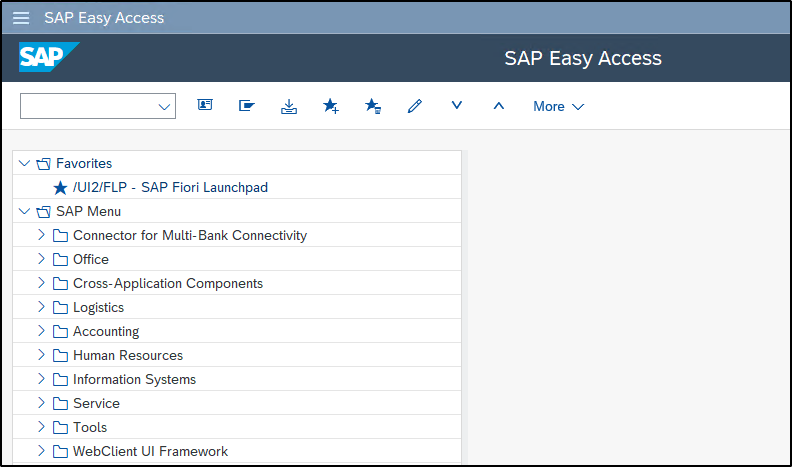 SAP Easy Access
SAP SAP Easy Access
More
Favorites
/UI2/FLP - SAP Fiori Launchpad
SAP Menu
Connector for Multi-Bank Connectivity
Office
Cross-Application Components
Logistics
Accounting
Human Resources
Information Systems
Service
Tools
WebClient UI Framework